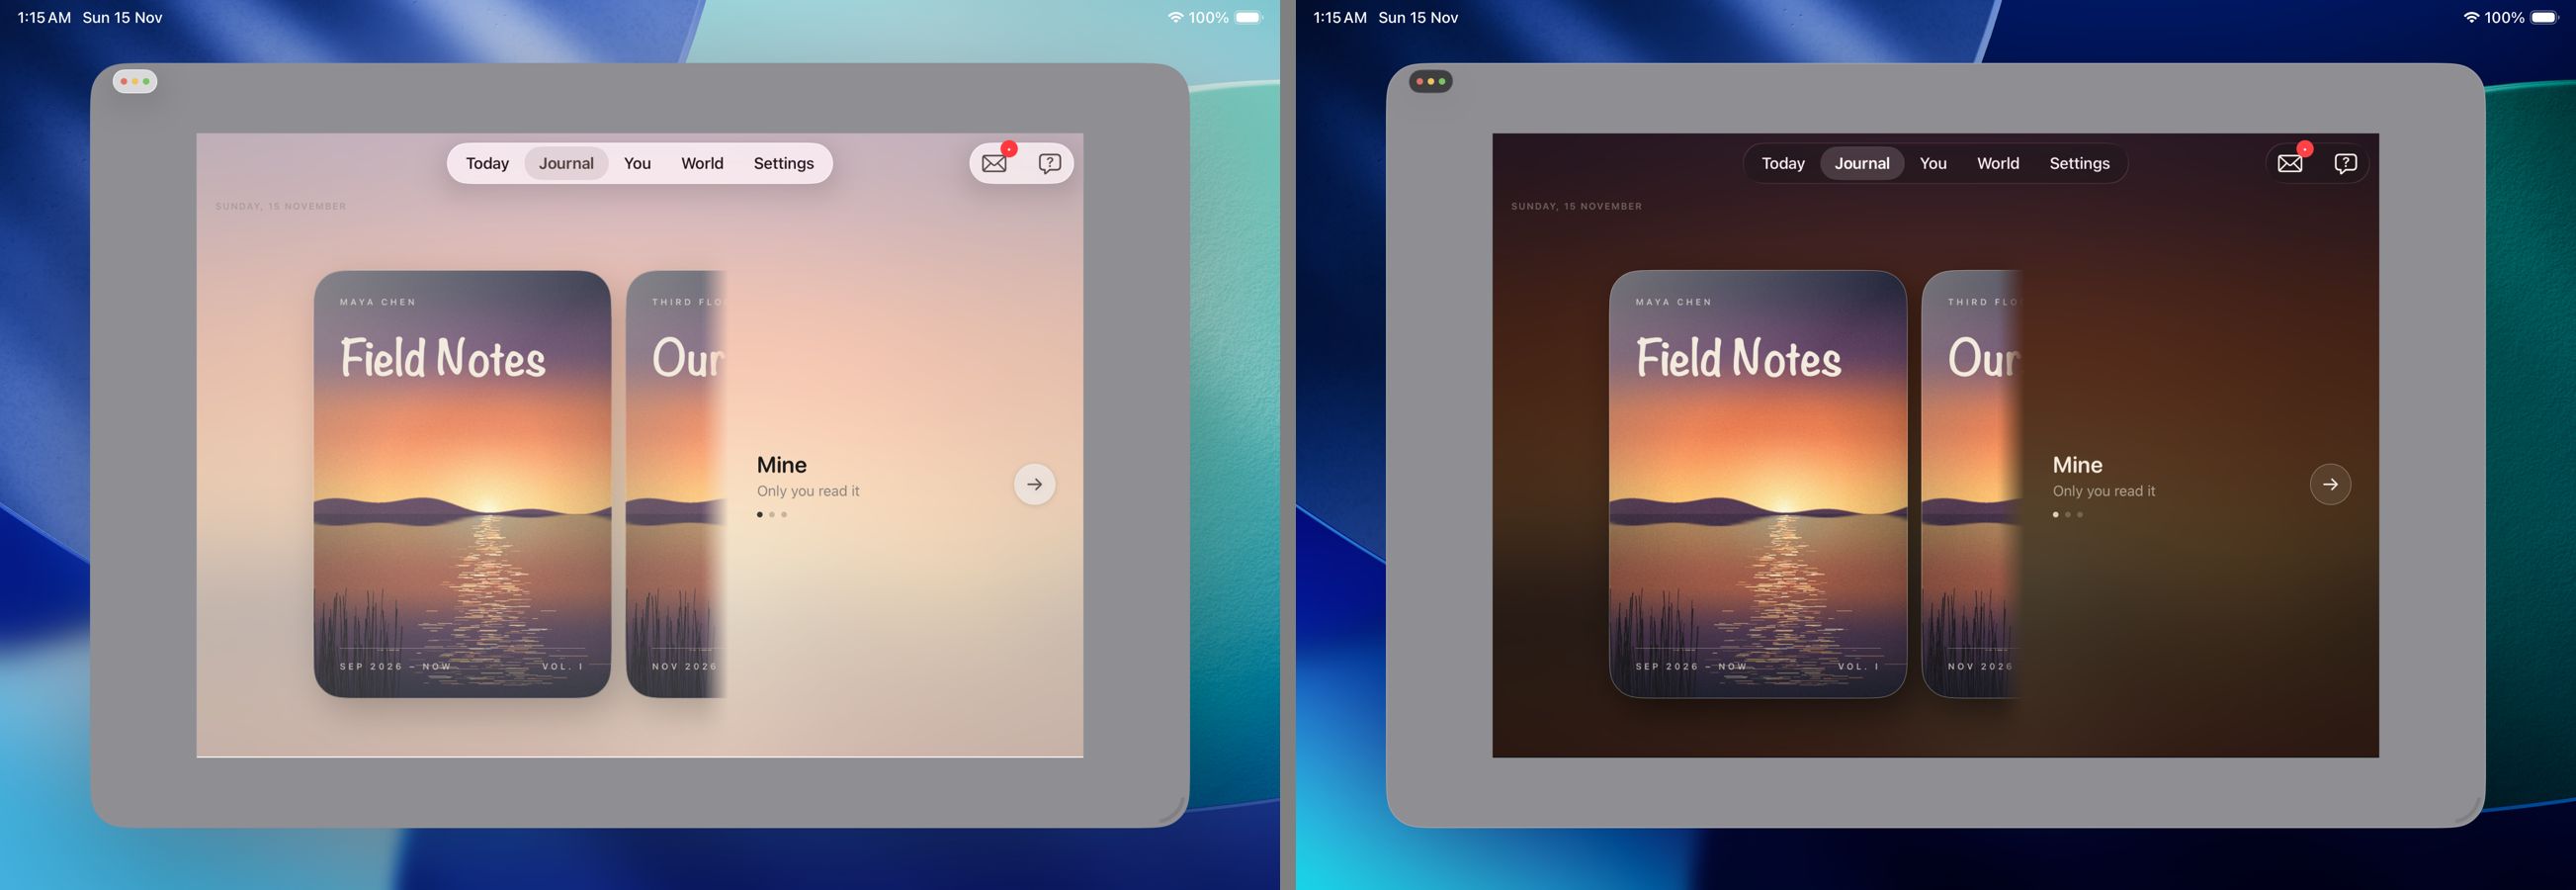 1:15 AM Sun 15 Nov
100%
Today Journal You World Settings
SUNDAY, 15 NOVEMBER
MAYA CHEN
Field Notes
SEP 2026 – NOW VOL. I
THIRD FLO
Our
NOV 2026
Mine
Only you read it
1:15 AM Sun 15 Nov
100%
Today Journal You World Settings
SUNDAY, 15 NOVEMBER
MAYA CHEN
Field Notes
SEP 2026 – NOW VOL. I
THIRD FLO
Our
NOV 2026
Mine
Only you read it